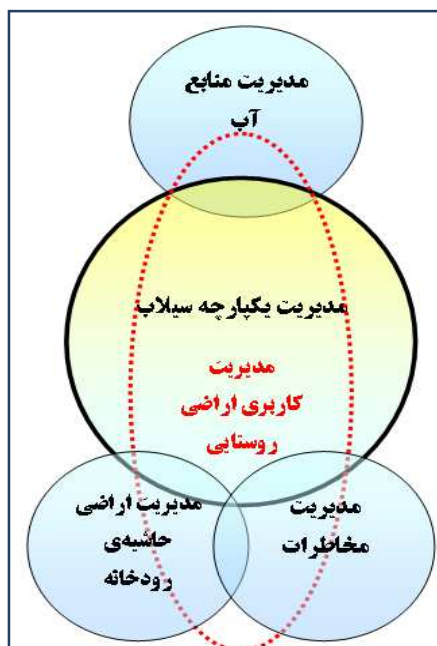 مدیریت منابع
آب
مدیریت یکپارچه سیلاب
مدیریت
کاربری اراضی
روستایی
مدیریت اراضی
حاشیه‌ی
رودخانه
مدیریت
مخاطرات